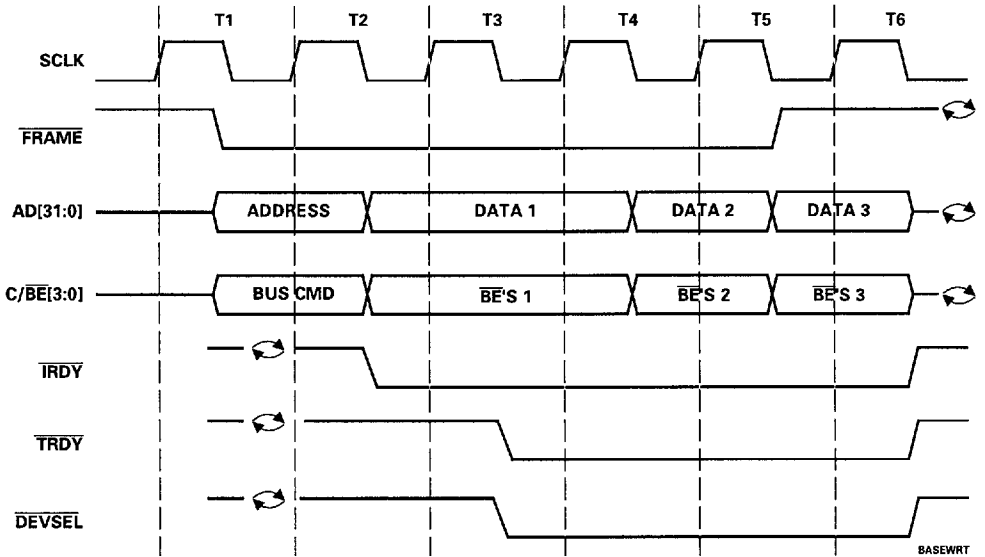 T1 T2 T3 T4 T5 T6
SCLK
FRAME
AD[31:0] ADDRESS DATA 1 DATA 2 DATA 3
C/BE[3:0] BUS CMD BE'S 1 BE'S 2 BE'S 3
IRDY
TRDY
DEVSEL
BASEWRT